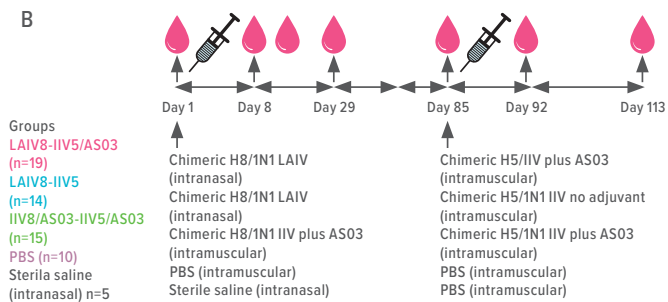 B
Day 1
Day 8
Day 29
Day 85
Day 92
Day 113
Groups
LAIV8-IIV5/AS03
(n=19)
LAIV8-IIV5
(n=14)
IIV8/AS03-IIV5/AS03
(n=15)
PBS (n=10)
Sterila saline
(intranasal) n=5
Chimeric H8/1N1 LAIV
(intranasal)
Chimeric H8/1N1 LAIV
(intranasal)
Chimeric H8/1N1 IIV plus AS03
(intramuscular)
PBS (intramuscular)
Sterile saline (intranasal)
Chimeric H5/IIV plus AS03
(intramuscular)
Chimeric H5/1N1 IIV no adjuvant
(intramuscular)
Chimeric H5/1N1 IIV plus AS03
(intramuscular)
PBS (intramuscular)
PBS (intramuscular)